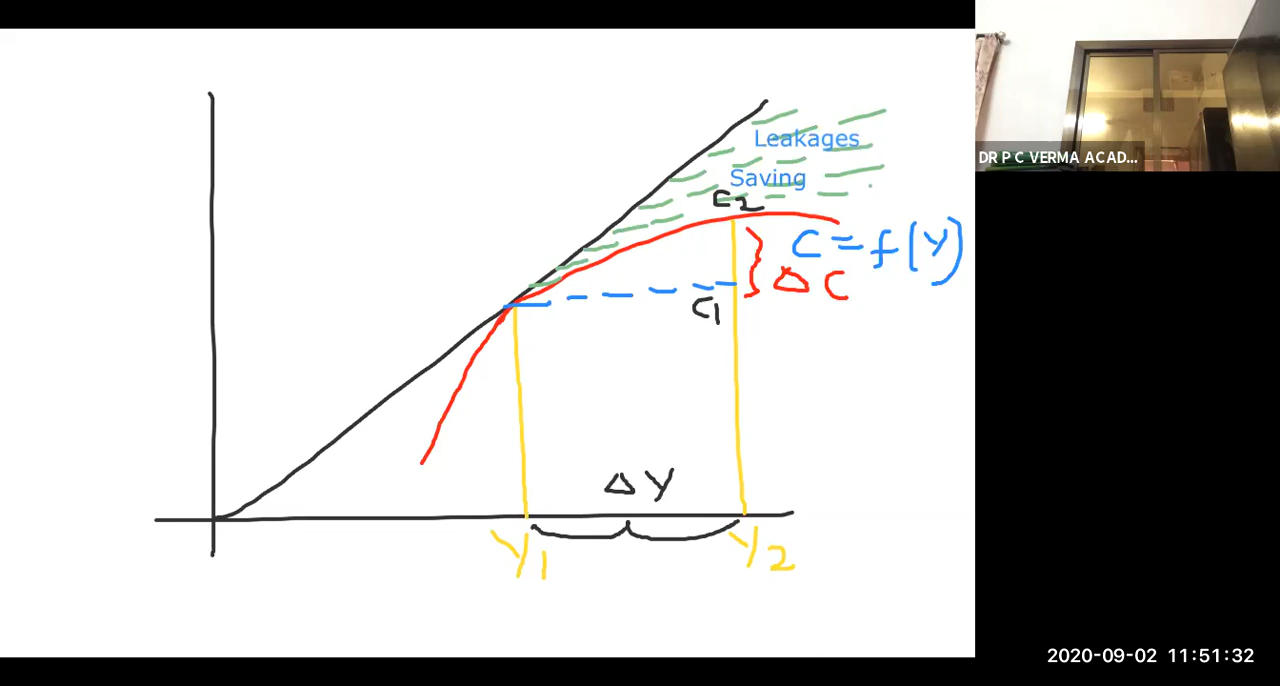 Leakages
Saving
C2
C = f(Y)
ΔC
C1
ΔY
Y1
Y2
DR P C VERMA ACAD...
2020-09-02 11:51:32